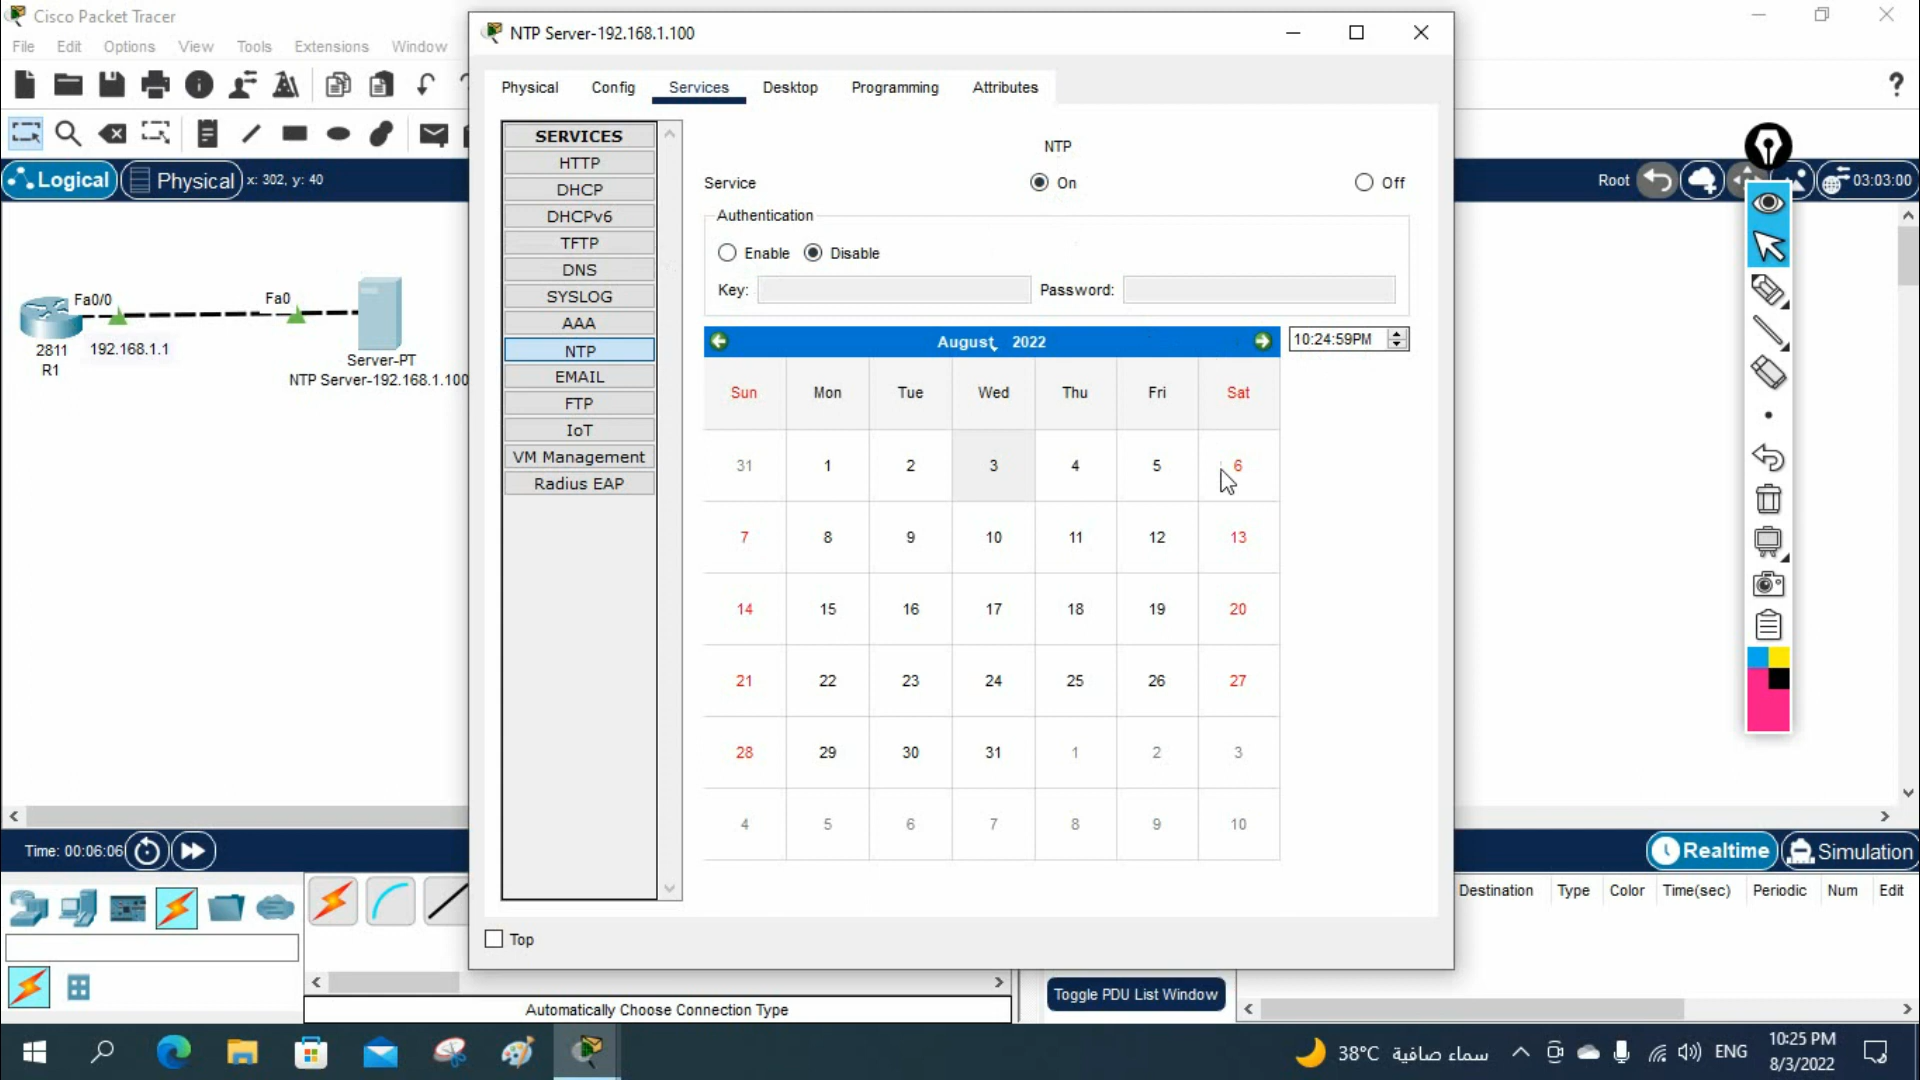 Cisco Packet Tracer
File Edit Options View Tools Extensions Window
Logical Physical x: 302, y: 40
Root 03:03:00
Fa0/0 Fa0
2811 192.168.1.1
R1
Server-PT
NTP Server-192.168.1.100
NTP Server-192.168.1.100
Physical Config Services Desktop Programming Attributes
SERVICES
HTTP
DHCP
DHCPv6
TFTP
DNS
SYSLOG
AAA
NTP
EMAIL
FTP
IoT
VM Management
Radius EAP
NTP
Service On Off
Authentication
Enable Disable
Key: Password:
August, 2022 10:24:59PM
Sun Mon Tue Wed Thu Fri Sat
31 1 2 3 4 5 6
7 8 9 10 11 12 13
14 15 16 17 18 19 20
21 22 23 24 25 26 27
28 29 30 31 1 2 3
4 5 6 7 8 9 10
Top
Time: 00:06:06
Realtime Simulation
Destination Type Color Time(sec) Periodic Num Edit
Toggle PDU List Window
Automatically Choose Connection Type
38°C سماء صافية ENG
10:25 PM
8/3/2022